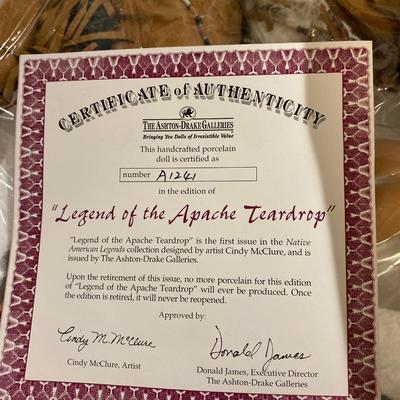 CERTIFICATE of AUTHENTICITY
THE ASHTON-DRAKE GALLERIES
Bringing You Dolls of Irresistible Value
This handcrafted porcelain
doll is certified as
number A1241
in the edition of
"Legend of the Apache Teardrop"
"Legend of the Apache Teardrop" is the first issue in the Native
American Legends collection designed by artist Cindy McClure, and is
issued by The Ashton-Drake Galleries.
Upon the retirement of this issue, no more porcelain for this edition
of "Legend of the Apache Teardrop" will ever be produced. Once
the edition is retired, it will never be reopened.
Approved by:
Cindy M. McClure
Donald James
Cindy McClure, Artist
Donald James, Executive Director
The Ashton-Drake Galleries